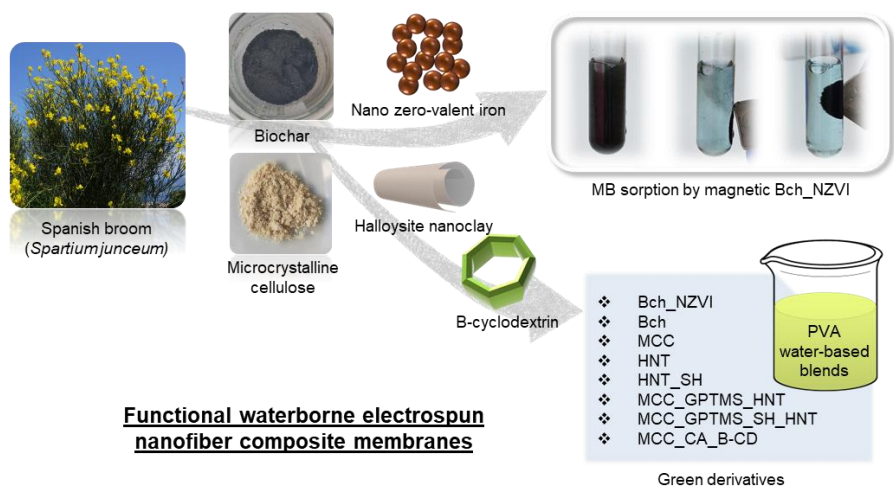 Spanish broom
(Spartium junceum)
Biochar
Nano zero-valent iron
Microcrystalline
cellulose
Halloysite nanoclay
B-cyclodextrin
MB sorption by magnetic Bch_NZVI
❖ Bch_NZVI
❖ Bch
❖ MCC
❖ HNT
❖ HNT_SH
❖ MCC_GPTMS_HNT
❖ MCC_GPTMS_SH_HNT
❖ MCC_CA_B-CD
PVA
water-based
blends
Green derivatives
Functional waterborne electrospun
nanofiber composite membranes